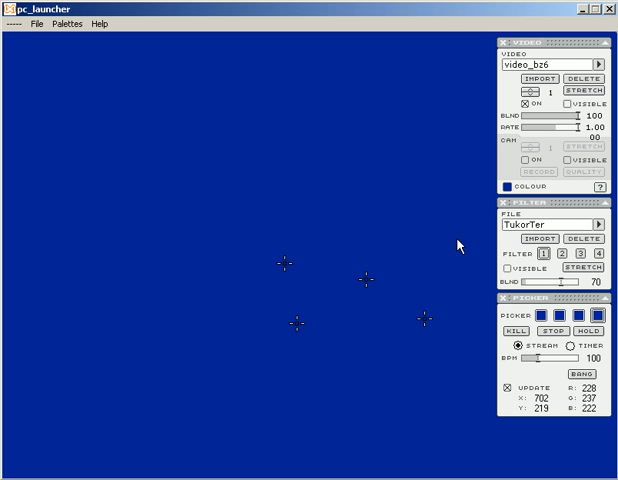 pc_launcher
----- File Palettes Help
VIDEO
VIDEO
video_bz6
IMPORT DELETE
1 STRETCH
ON VISIBLE
BLND 100
RATE 1.00
00
CAM
1 STRETCH
ON VISIBLE
RECORD QUALITY
COLOUR ?
FILTER
FILE
TukorTer
IMPORT DELETE
FILTER 1 2 3 4
VISIBLE STRETCH
BLND 70
PICKER
PICKER
KILL STOP HOLD
STREAM TIMER
BPM 100
BANG
UPDATE R: 228
X: 702 G: 237
Y: 219 B: 222